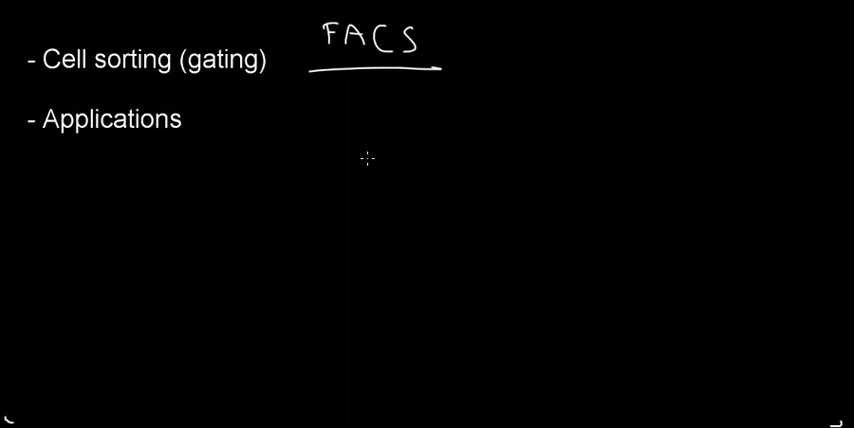 FACS
- Cell sorting (gating)
- Applications